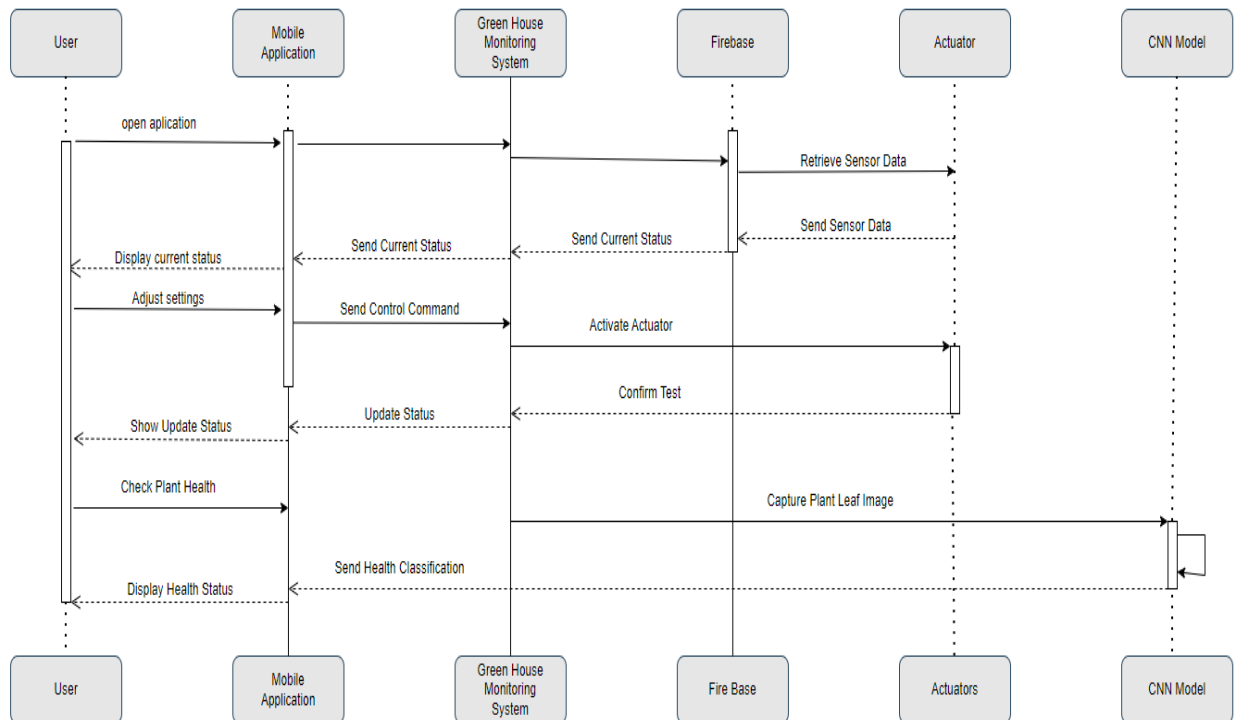 User
Mobile
Application
Green House
Monitoring
System
Firebase
Actuator
CNN Model
open aplication
Retrieve Sensor Data
Send Sensor Data
Send Current Status
Send Current Status
Display current status
Adjust settings
Send Control Command
Activate Actuator
Confirm Test
Update Status
Show Update Status
Check Plant Health
Capture Plant Leaf Image
Send Health Classification
Display Health Status
User
Mobile
Application
Green House
Monitoring
System
Fire Base
Actuators
CNN Model